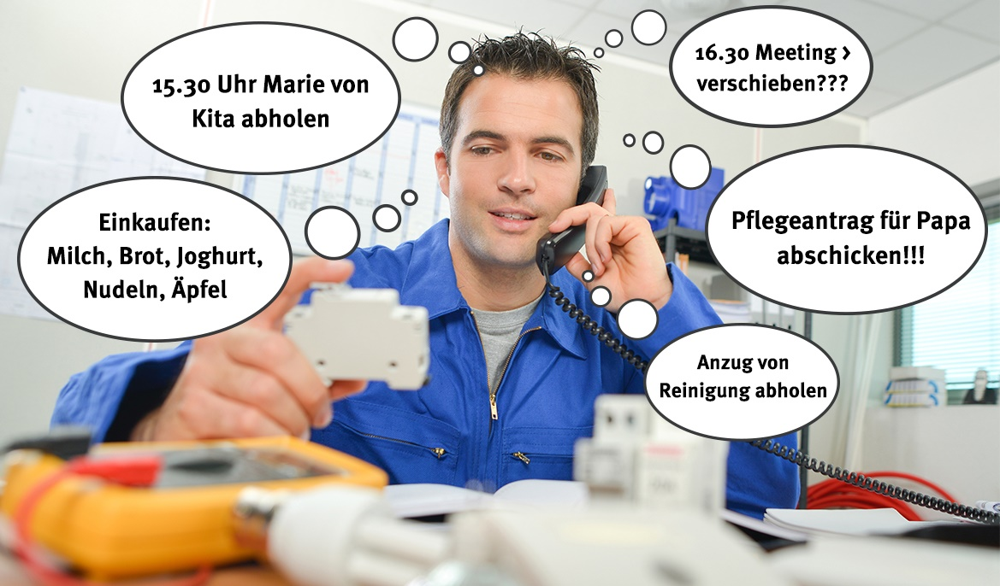 15.30 Uhr Marie von
Kita abholen
16.30 Meeting >
verschieben???
Einkaufen:
Milch, Brot, Joghurt,
Nudeln, Äpfel
Pflegeantrag für Papa
abschicken!!!
Anzug von
Reinigung abholen